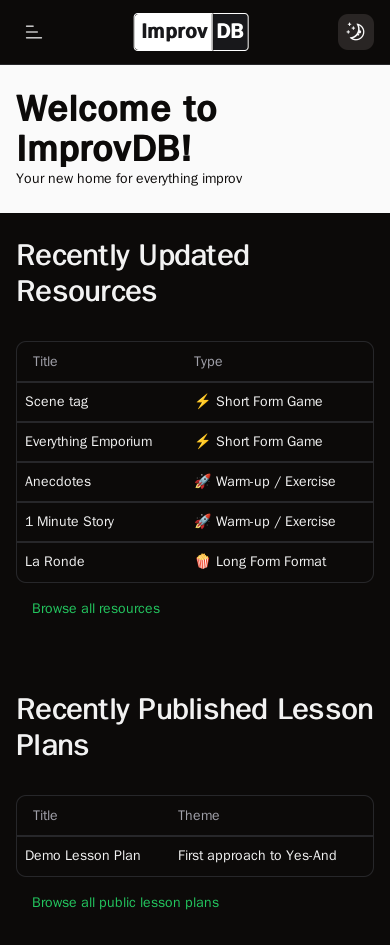 Improv DB
Welcome to
ImprovDB!
Your new home for everything improv
Recently Updated
Resources
Title Type
Scene tag ⚡ Short Form Game
Everything Emporium ⚡ Short Form Game
Anecdotes 🚀 Warm-up / Exercise
1 Minute Story 🚀 Warm-up / Exercise
La Ronde 🍿 Long Form Format
Browse all resources
Recently Published Lesson
Plans
Title Theme
Demo Lesson Plan First approach to Yes-And
Browse all public lesson plans